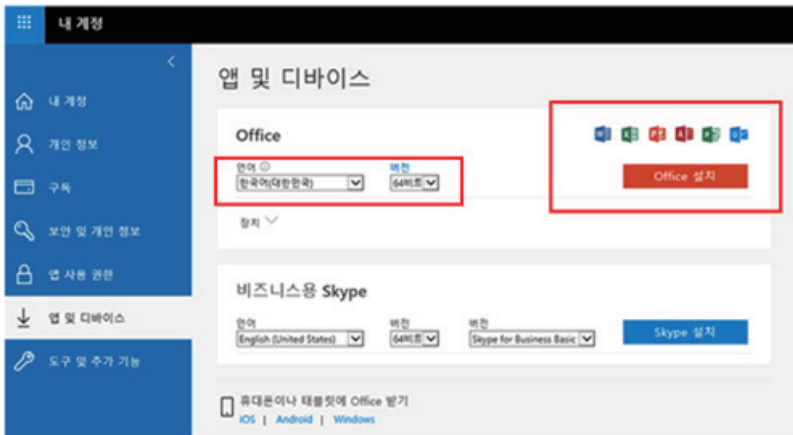 내 계정
앱 및 디바이스
내 계정
개인 정보
구독
보안 및 개인 정보
앱 사용 권한
앱 및 디바이스
도구 및 추가 기능
Office
언어 버전
한국어(대한민국) 64비트
Office 설치
장치
비즈니스용 Skype
언어 버전 버전
English (United States) 64비트 Skype for Business Basic
Skype 설치
휴대폰이나 태블릿에 Office 받기
iOS | Android | Windows